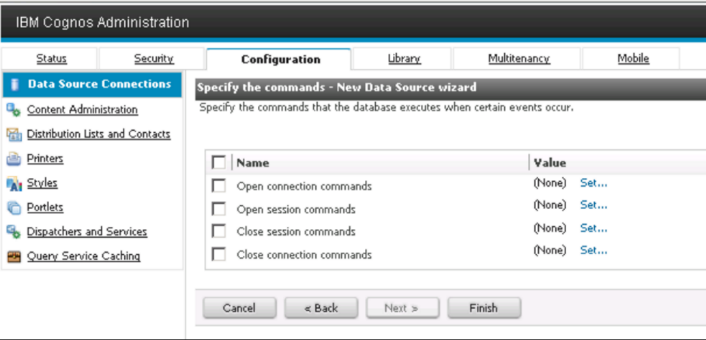 IBM Cognos Administration
Status Security Configuration Library Multitenancy Mobile
Data Source Connections
Content Administration
Distribution Lists and Contacts
Printers
Styles
Portlets
Dispatchers and Services
Query Service Caching
Specify the commands - New Data Source wizard
Specify the commands that the database executes when certain events occur.
Name Value
Open connection commands (None) Set...
Open session commands (None) Set...
Close session commands (None) Set...
Close connection commands (None) Set...
Cancel « Back Next » Finish